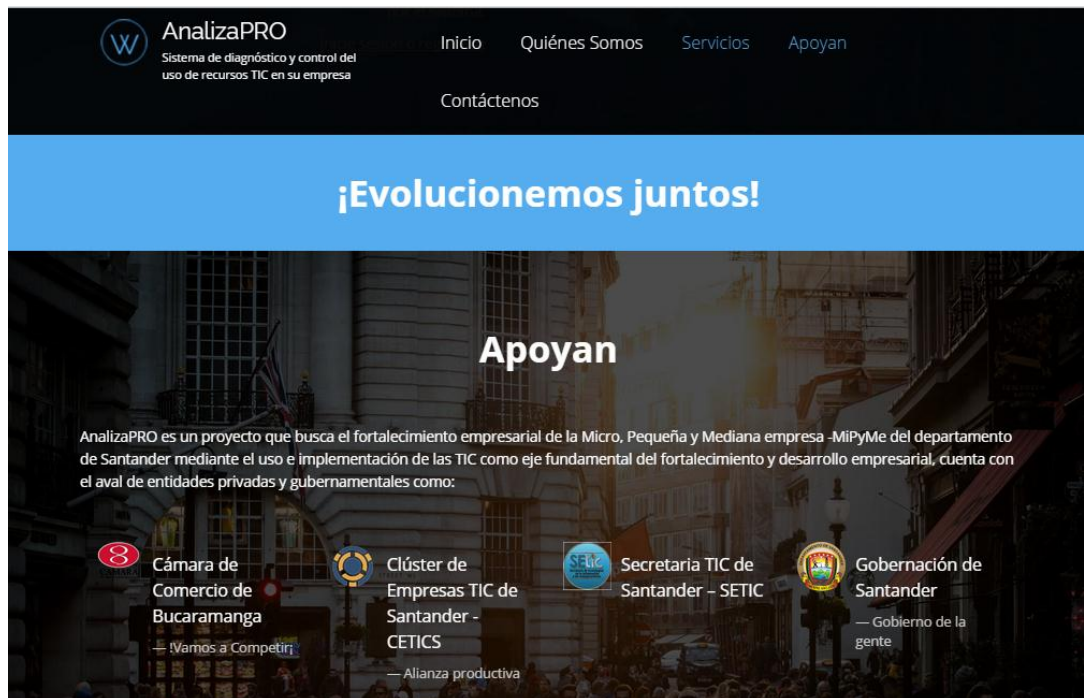 AnalizaPRO
Sistema de diagnóstico y control del
uso de recursos TIC en su empresa
Inicio
Quiénes Somos
Servicios
Apoyan
Contáctenos
¡Evolucionemos juntos!
Apoyan
AnalizaPRO es un proyecto que busca el fortalecimiento empresarial de la Micro, Pequeña y Mediana empresa -MiPyMe del departamento
de Santander mediante el uso e implementación de las TIC como eje fundamental del fortalecimiento y desarrollo empresarial, cuenta con
el aval de entidades privadas y gubernamentales como:
Cámara de
Comercio de
Bucaramanga
— !Vamos a Competir¡
Clúster de
Empresas TIC de
Santander -
CETICS
— Alianza productiva
SETIC
Secretaria TIC de
Santander – SETIC
Gobernación de
Santander
— Gobierno de la
gente